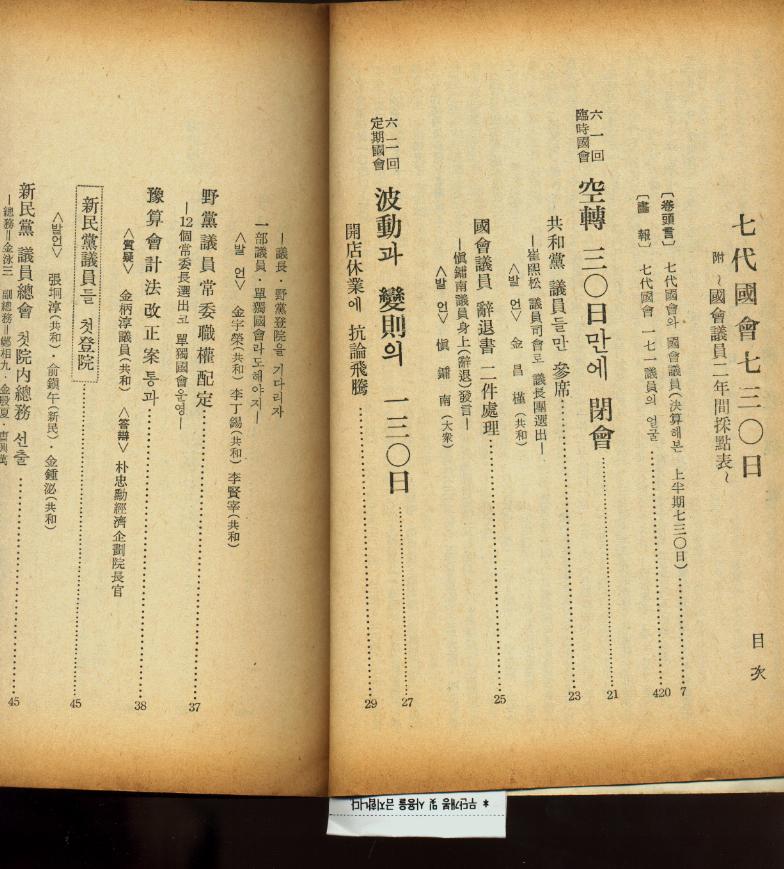 七代國會七三〇日
附 ~國會議員二年間採點表~
目次
[卷頭言] 七代國會와 國會議員(決算해본 上半期七三〇日) 7
[畫報] 七代國會 一七一議員의 얼굴 420
六一回
臨時國會
空轉 三〇日만에 閉會 21
共和黨 議員들만 參席 23
—崔熙松 議員司會로 議長團選出—
<발언> 金昌槿(共和)
國會議員 辭退書 二件處理 25
—愼鏞南議員身上(辭退)發言—
<발언> 愼鏞南(大衆)
六二回
定期國會
波動과 變則의 一三〇日 27
開店休業에 抗論飛騰 29
—議長・野黨登院을 기다리자
一部議員・單獨國會라도해야지—
<발언> 金宇榮(共和) 李丁錫(共和) 李賢宰(共和)
野黨議員常委職權配定 37
—12個常委長選出코 單獨國會운영—
豫算會計法改正案통과 38
<質疑> 金柄淳議員(共和) <答辯> 朴忠勳經濟企劃院長官
新民黨議員들 첫登院 45
<발언> 張坰淳(共和)・兪鎭午(新民)・金鍾泌(共和)
新民黨 議員總會 첫院內總務 선출 45
—總務=金泳三 副總務=鄭相九・金殷夏・
* 무단개봉 및 사용을 금지합니다